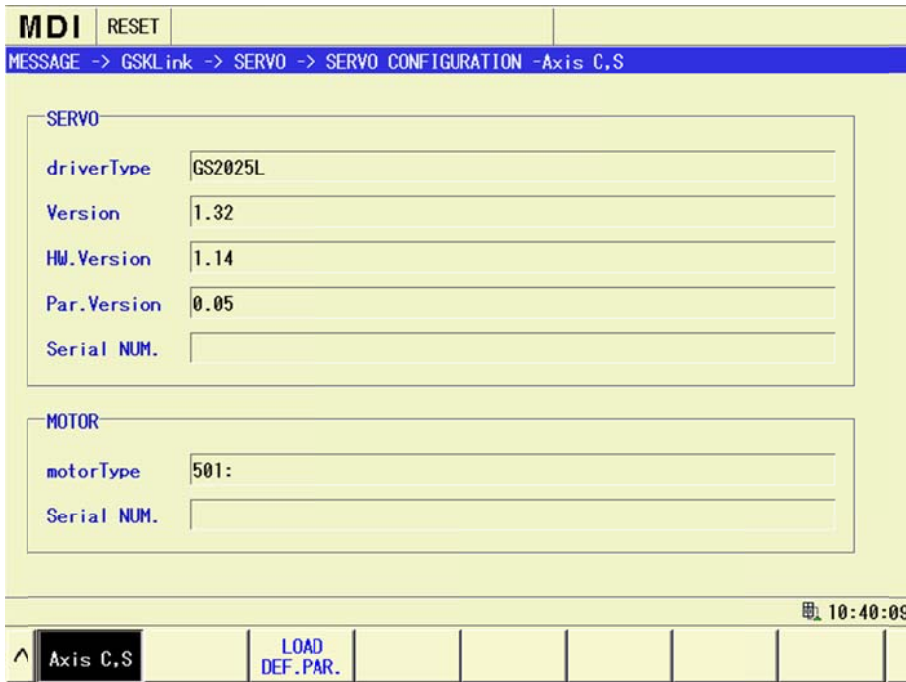 MDI RESET
MESSAGE -> GSKLink -> SERVO -> SERVO CONFIGURATION -Axis C,S
SERVO
driverType GS2025L
Version 1.32
HW.Version 1.14
Par.Version 0.05
Serial NUM.
MOTOR
motorType 501:
Serial NUM.
10:40:09
^ Axis C,S LOAD
DEF.PAR.